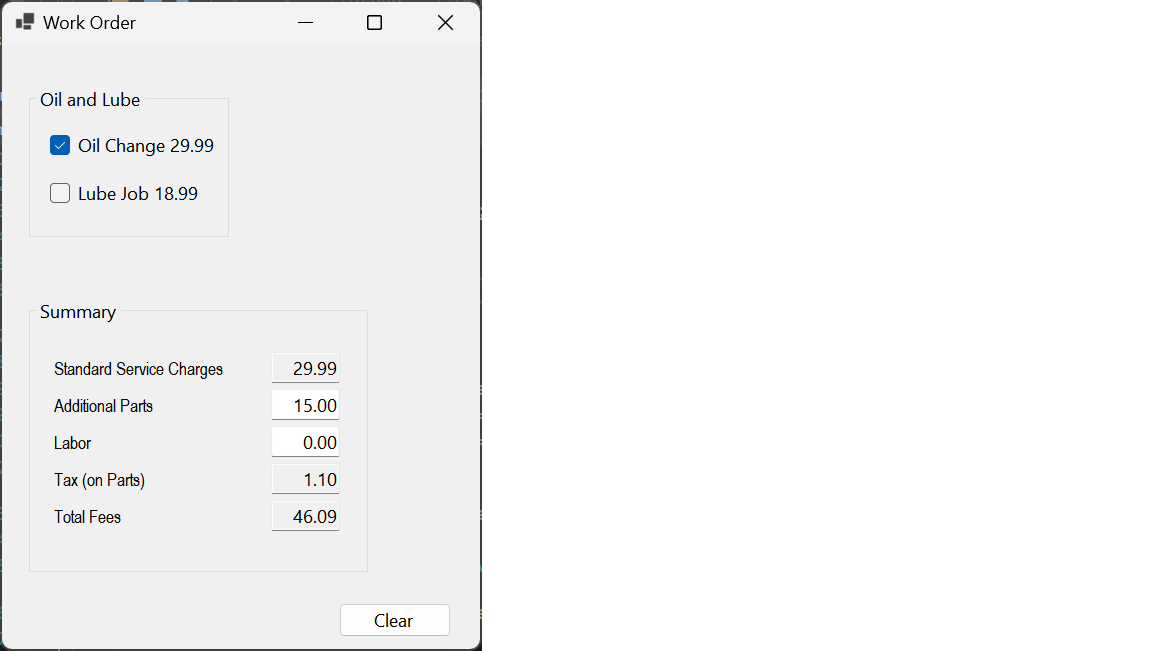 Work Order
Oil and Lube
Oil Change 29.99
Lube Job 18.99
Summary
Standard Service Charges 29.99
Additional Parts 15.00
Labor 0.00
Tax (on Parts) 1.10
Total Fees 46.09
Clear